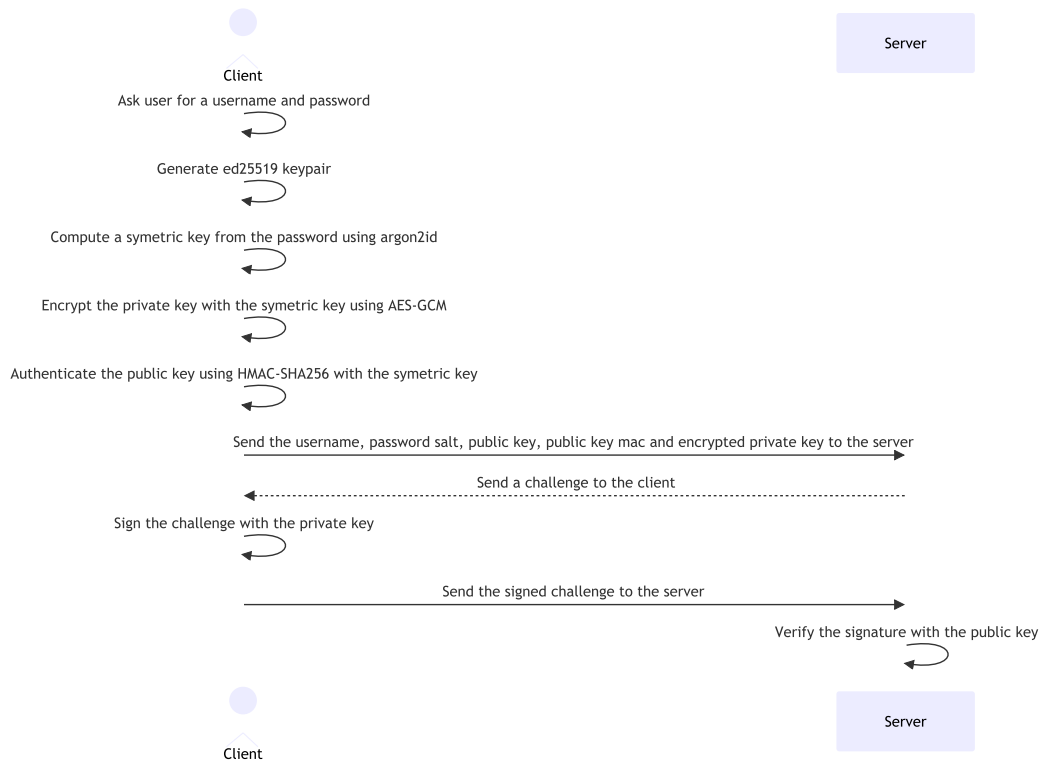 Server
Client
Ask user for a username and password
Generate ed25519 keypair
Compute a symetric key from the password using argon2id
Encrypt the private key with the symetric key using AES-GCM
Authenticate the public key using HMAC-SHA256 with the symetric key
Send the username, password salt, public key, public key mac and encrypted private key to the server
Send a challenge to the client
Sign the challenge with the private key
Send the signed challenge to the server
Verify the signature with the public key
Server
Client